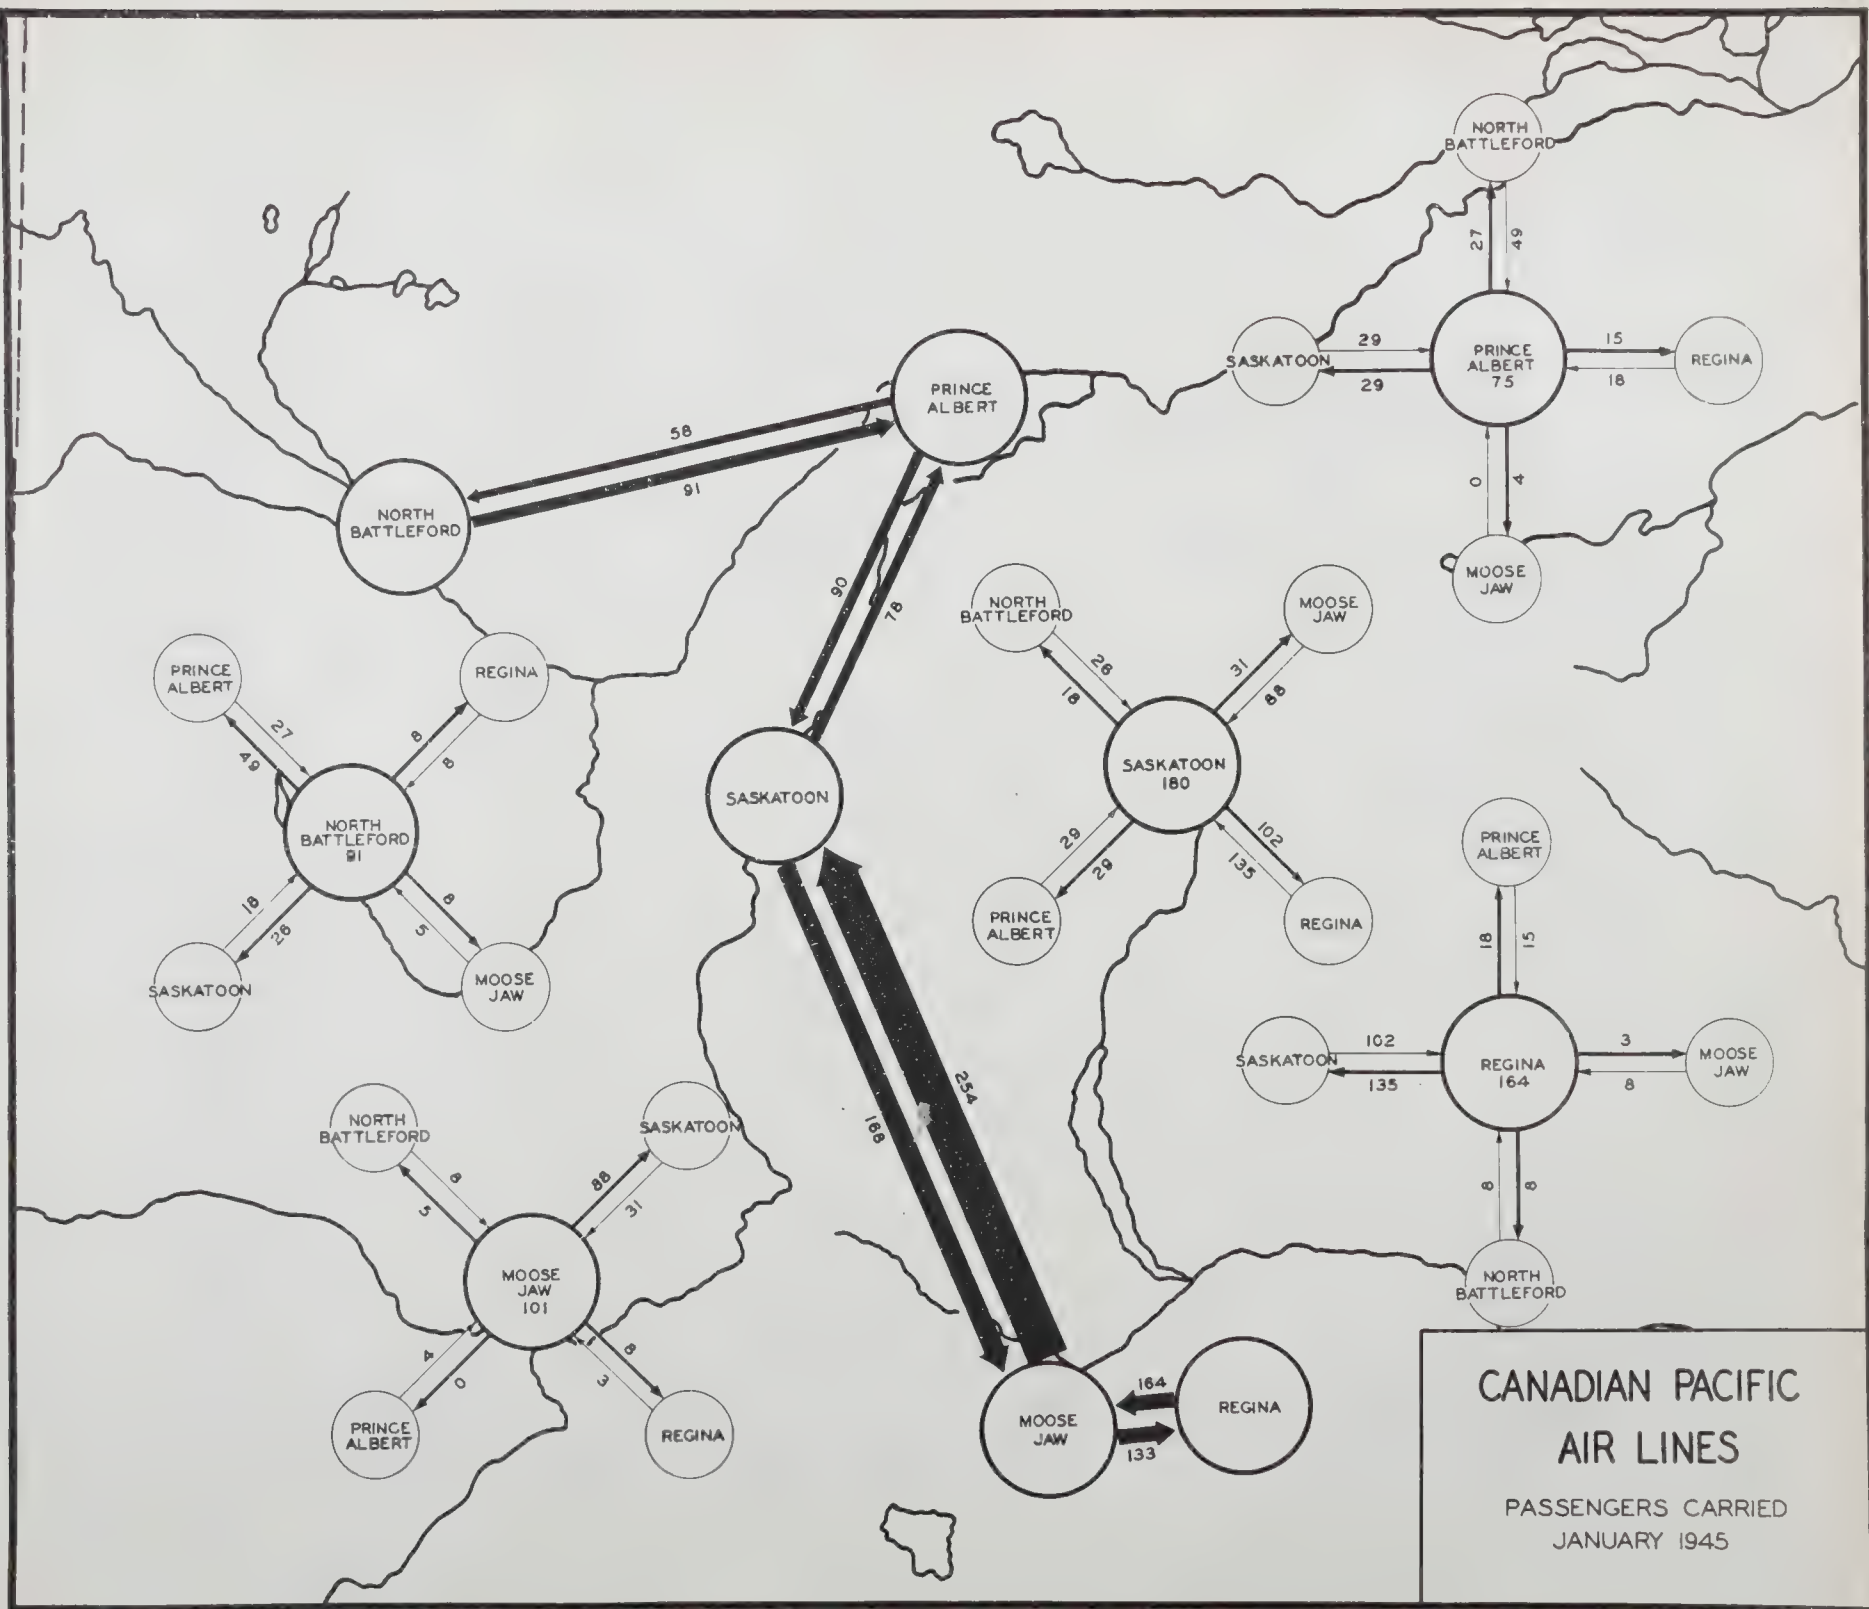 NORTH
BATTLEFORD
27
49
SASKATOON
29
29
PRINCE
ALBERT
75
15
18
REGINA
0
4
MOOSE
JAW
PRINCE
ALBERT
58
91
NORTH
BATTLEFORD
90
78
SASKATOON
PRINCE
ALBERT
REGINA
27
49
8
8
NORTH
BATTLEFORD
91
18
26
8
5
SASKATOON
MOOSE
JAW
NORTH
BATTLEFORD
MOOSE
JAW
26
18
31
88
SASKATOON
180
29
29
102
135
PRINCE
ALBERT
REGINA
PRINCE
ALBERT
18
15
SASKATOON
102
135
REGINA
164
3
8
MOOSE
JAW
8
8
NORTH
BATTLEFORD
254
168
NORTH
BATTLEFORD
SASKATOON
8
5
88
31
MOOSE
JAW
101
4
0
8
3
PRINCE
ALBERT
REGINA
MOOSE
JAW
164
133
REGINA
CANADIAN PACIFIC
AIR LINES
PASSENGERS CARRIED
JANUARY 1945